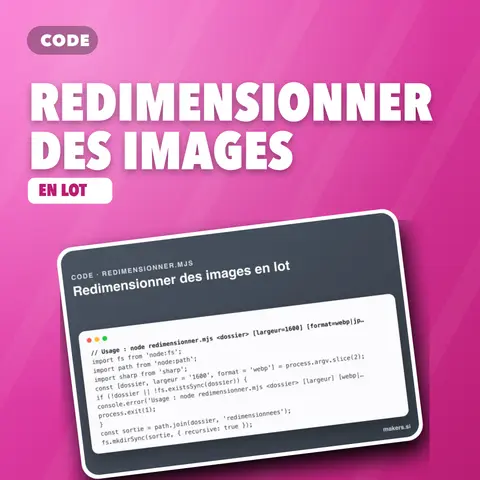 CODE
REDIMENSIONNER
DES IMAGES
EN LOT
CODE · REDIMENSIONNER.MJS
Redimensionner des images en lot
// Usage : node redimensionner.mjs <dossier> [largeur=1600] [format=webp|jp…
import fs from 'node:fs';
import path from 'node:path';
import sharp from 'sharp';
const [dossier, largeur = '1600', format = 'webp'] = process.argv.slice(2);
if (!dossier || !fs.existsSync(dossier)) {
console.error('Usage : node redimensionner.mjs <dossier> [largeur] [webp|…
process.exit(1);
}
const sortie = path.join(dossier, 'redimensionnees');
fs.mkdirSync(sortie, { recursive: true });
makers.ai